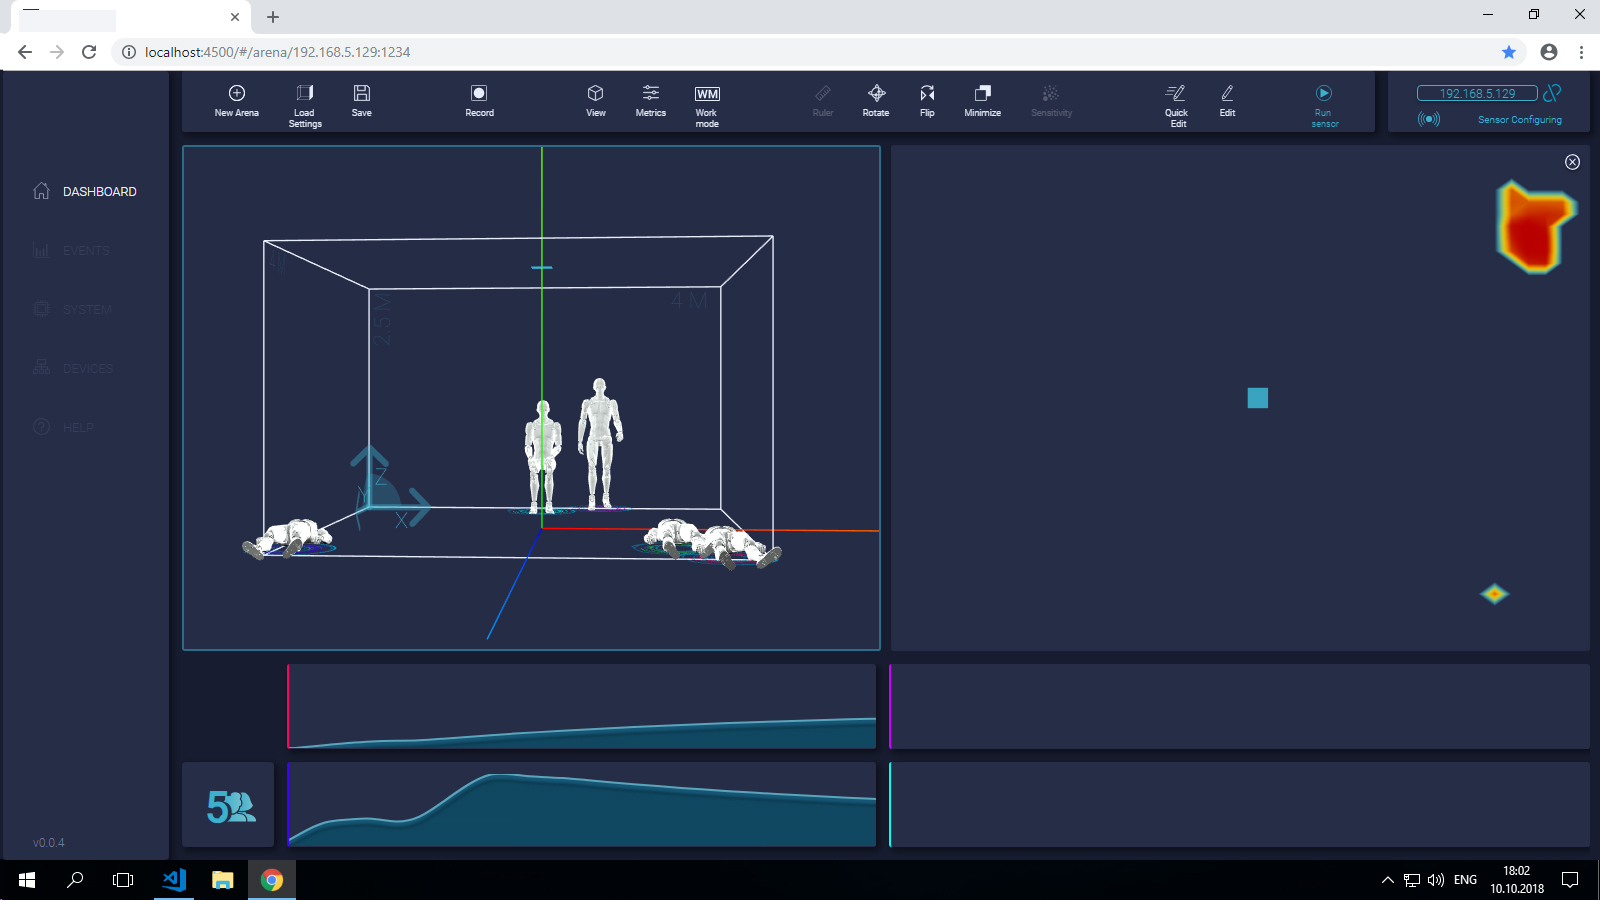 localhost:4500/#/arena/192.168.5.129:1234
New Arena
Load
Settings
Save
Record
View
Metrics
WM
Work
mode
Ruler
Rotate
Flip
Minimize
Sensitivity
Quick
Edit
Edit
Run
sensor
192.168.5.129
Sensor Configuring
DASHBOARD
EVENTS
SYSTEM
DEVICES
HELP
v0.0.4
2.5 M
4 M
Z
Y
X
5
ENG
18:02
10.10.2018